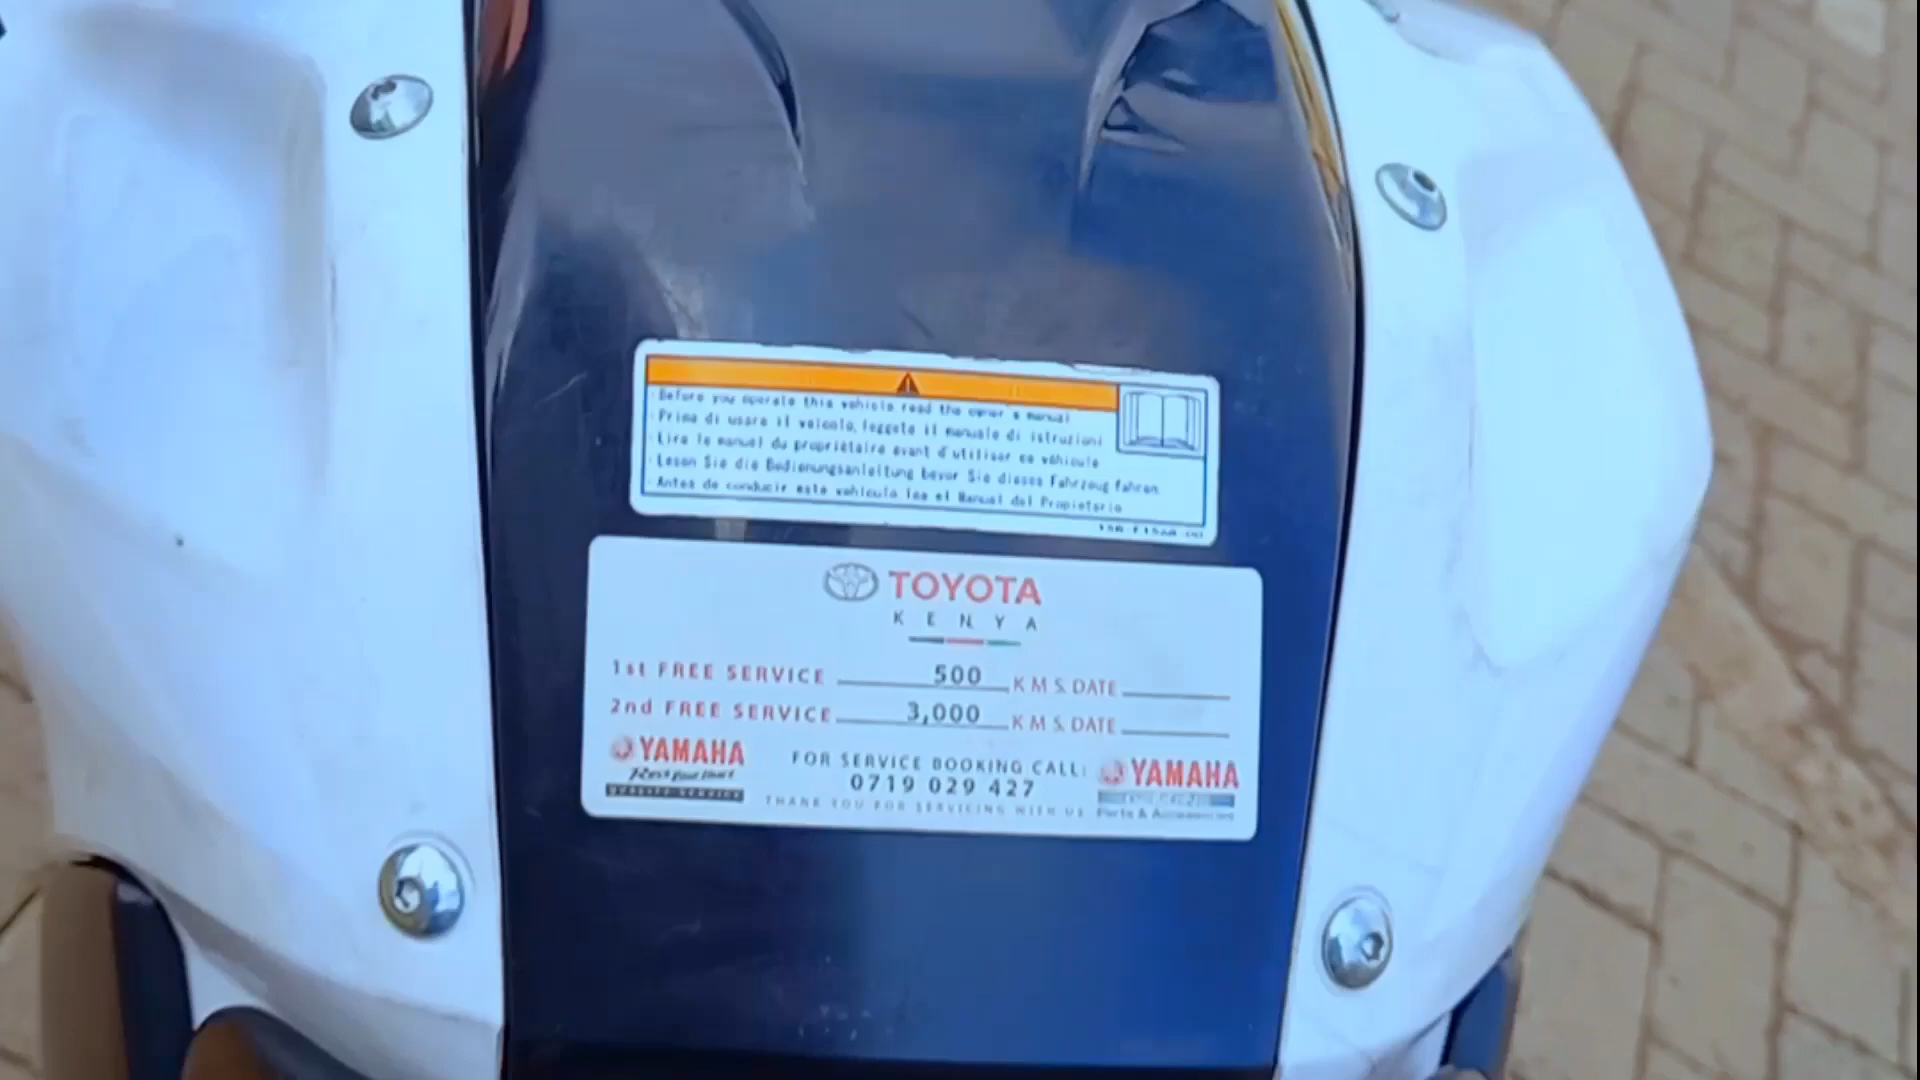 · Before you operate this vehicle read the owner's manual
· Prima di usare il veicolo, leggete il manuale di istruzioni
· Lire le manuel du propriétaire avant d'utiliser ce véhicule
· Lesen Sie die Bedienungsanleitung bevor Sie dieses Fahrzeug fahren
· Antes de conducir este vehiculo lea el Manual del Propietario
TOYOTA
KENYA
1st FREE SERVICE 500 KMS. DATE
2nd FREE SERVICE 3,000 KMS. DATE
YAMAHA
QUALITY SERVICE
FOR SERVICE BOOKING CALL:
0719 029 427
THANK YOU FOR SERVICING WITH US
YAMAHA
Parts & Accessories